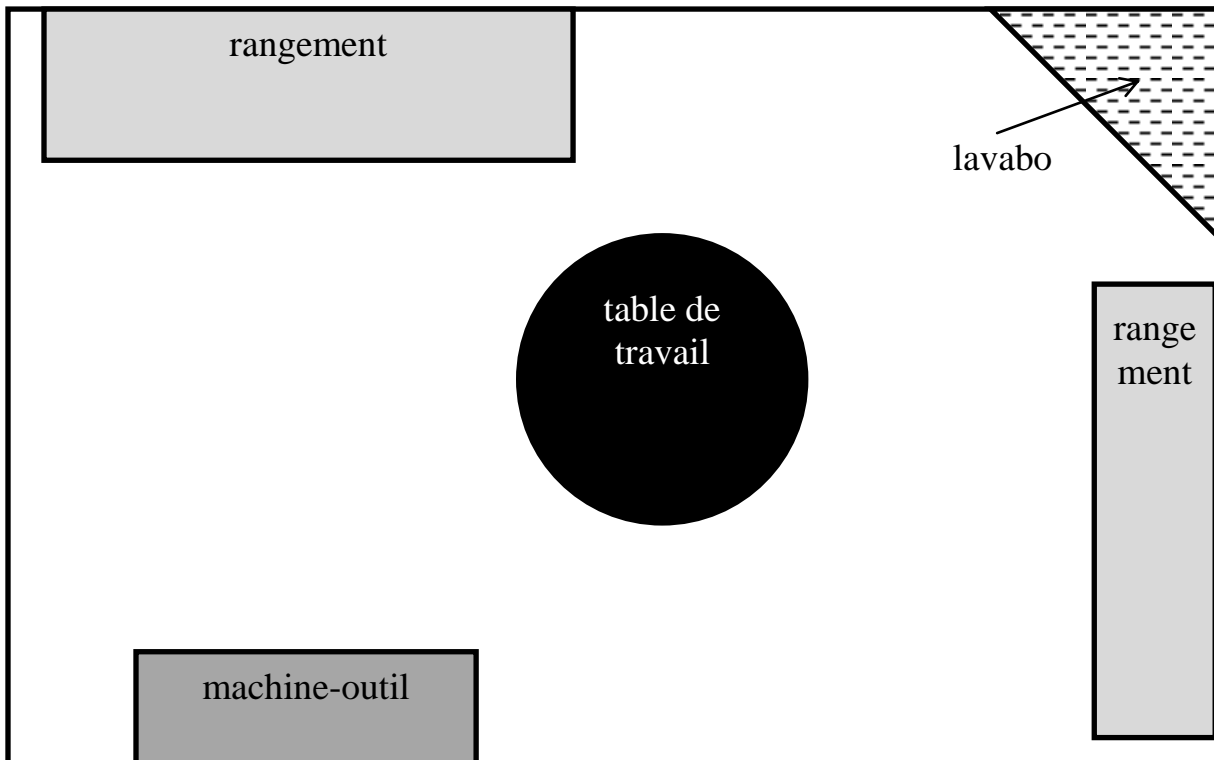 rangement
lavabo
table de
travail
range
ment
machine-outil